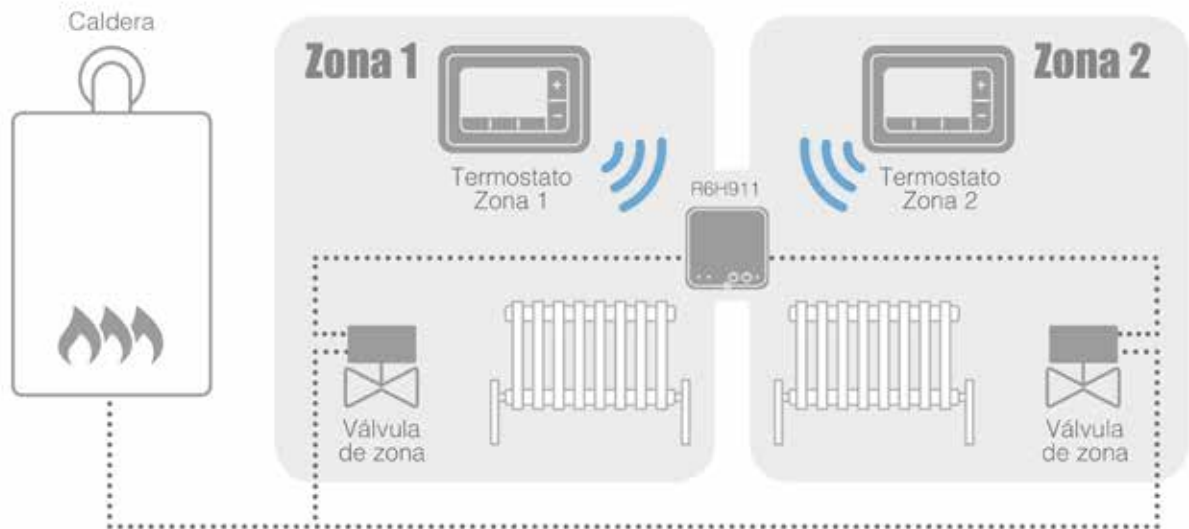 Caldera
Zona 1
Zona 2
Termostato
Zona 1
R6H911
Termostato
Zona 2
Válvula
de zona
Válvula
de zona